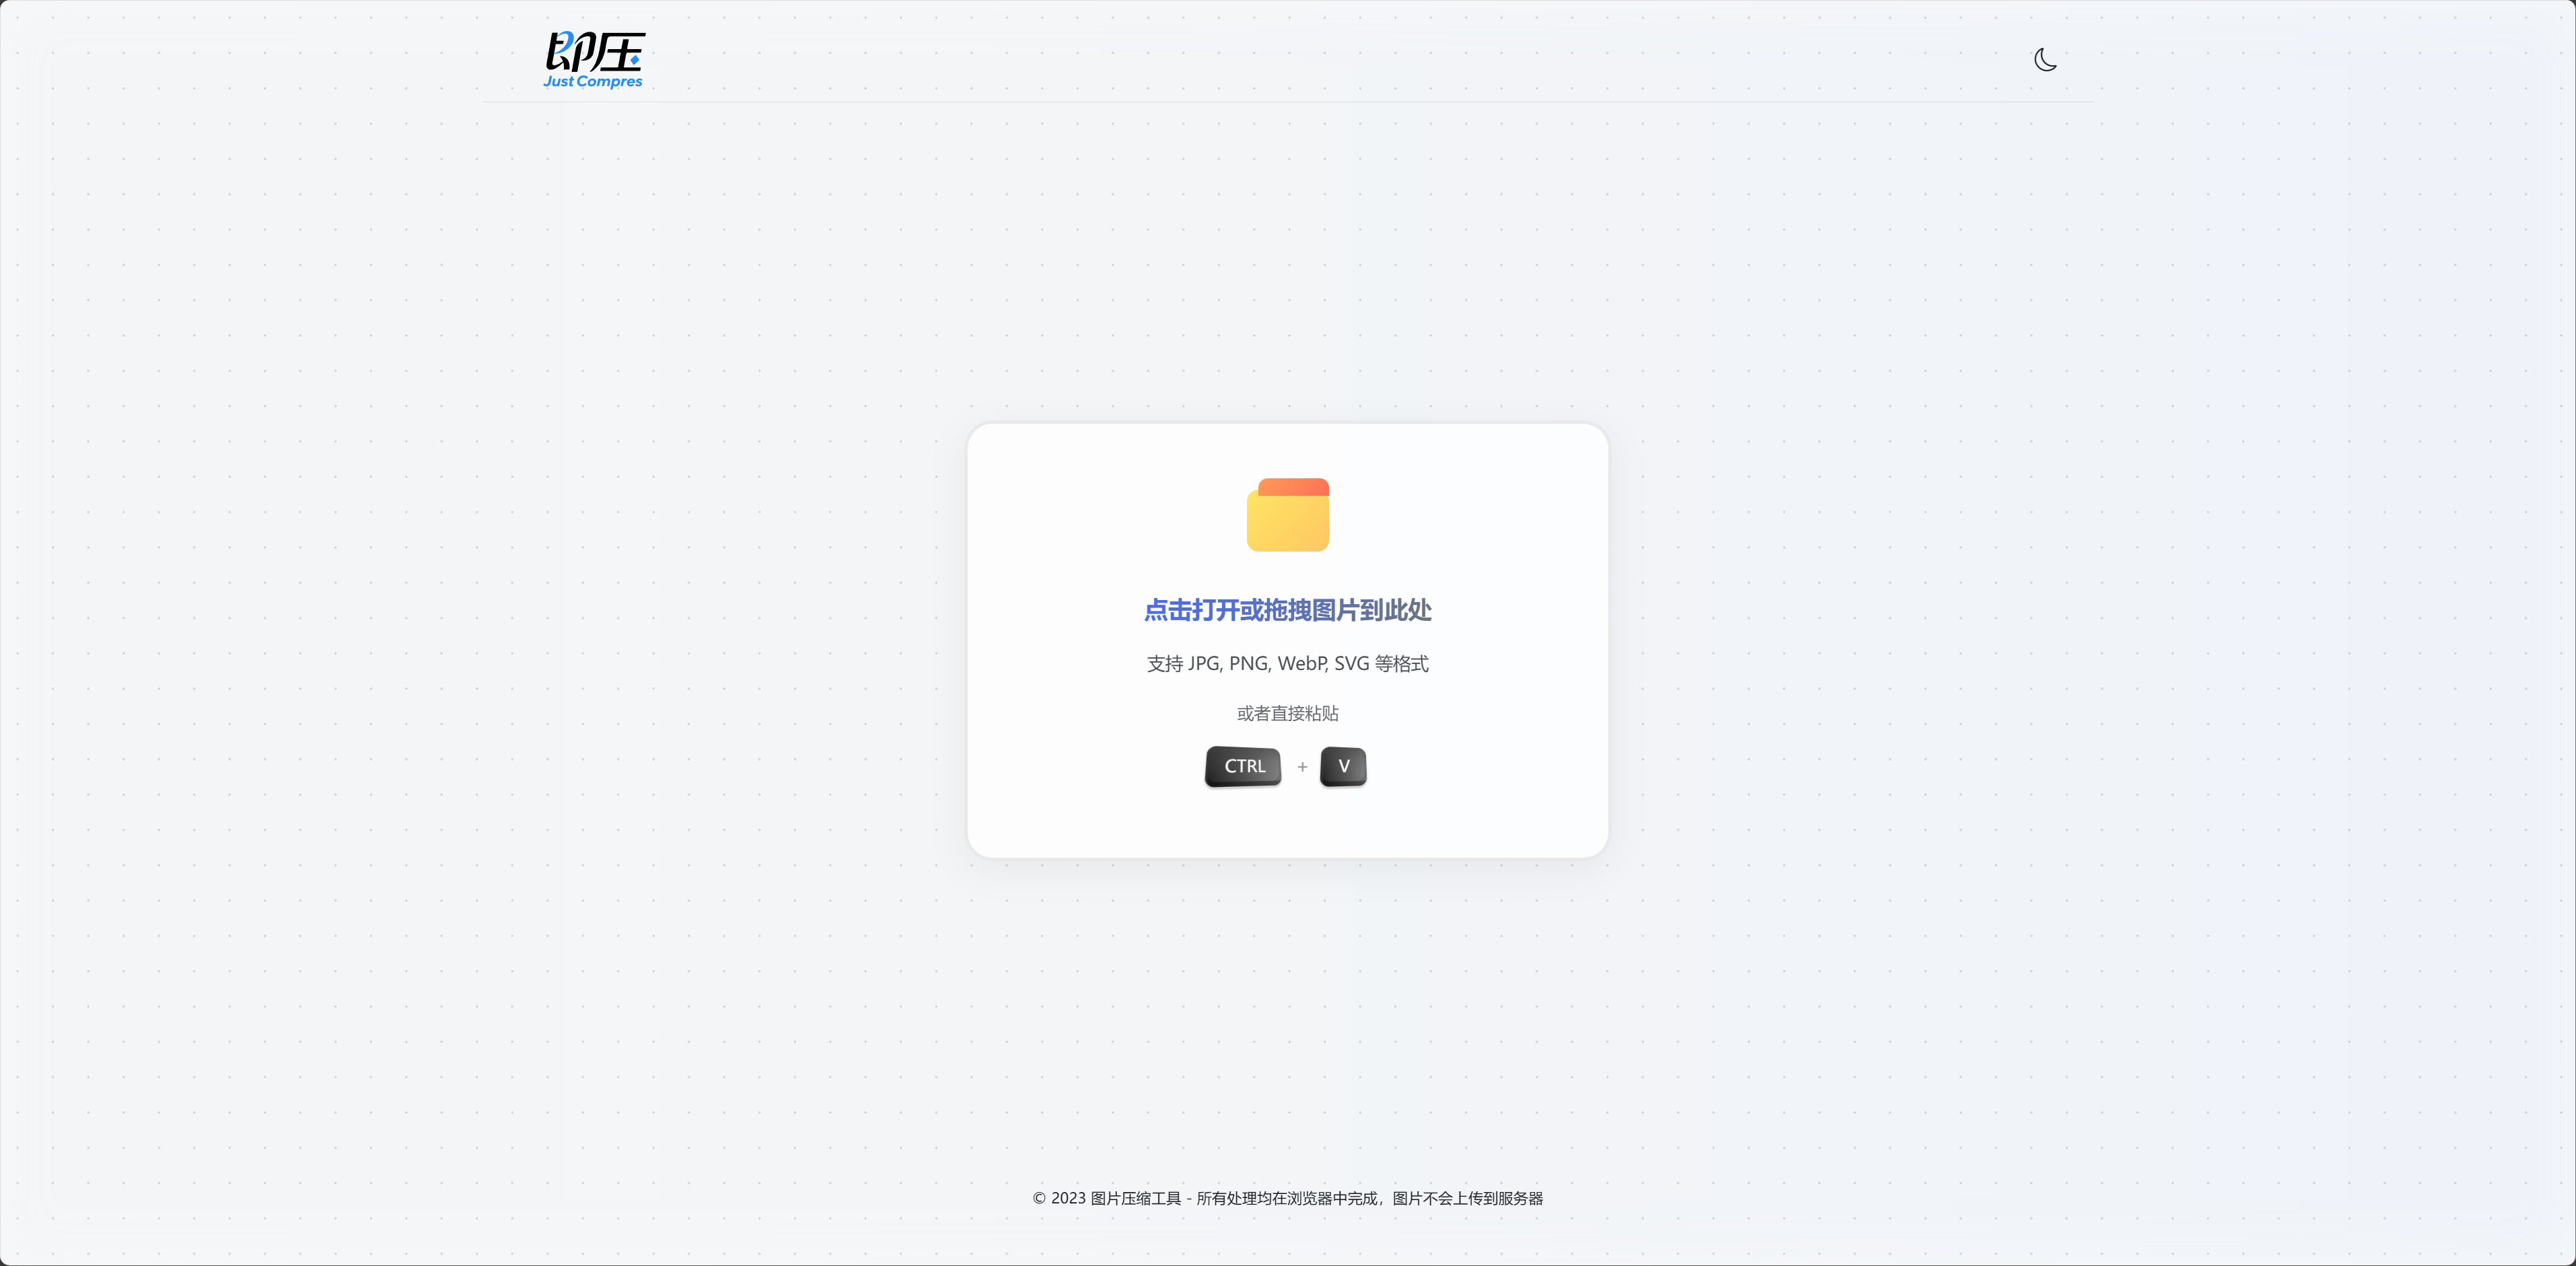 即压
Just Compres
点击打开或拖拽图片到此处
支持 JPG, PNG, WebP, SVG 等格式
或者直接粘贴
CTRL + V
© 2023 图片压缩工具 - 所有处理均在浏览器中完成，图片不会上传到服务器